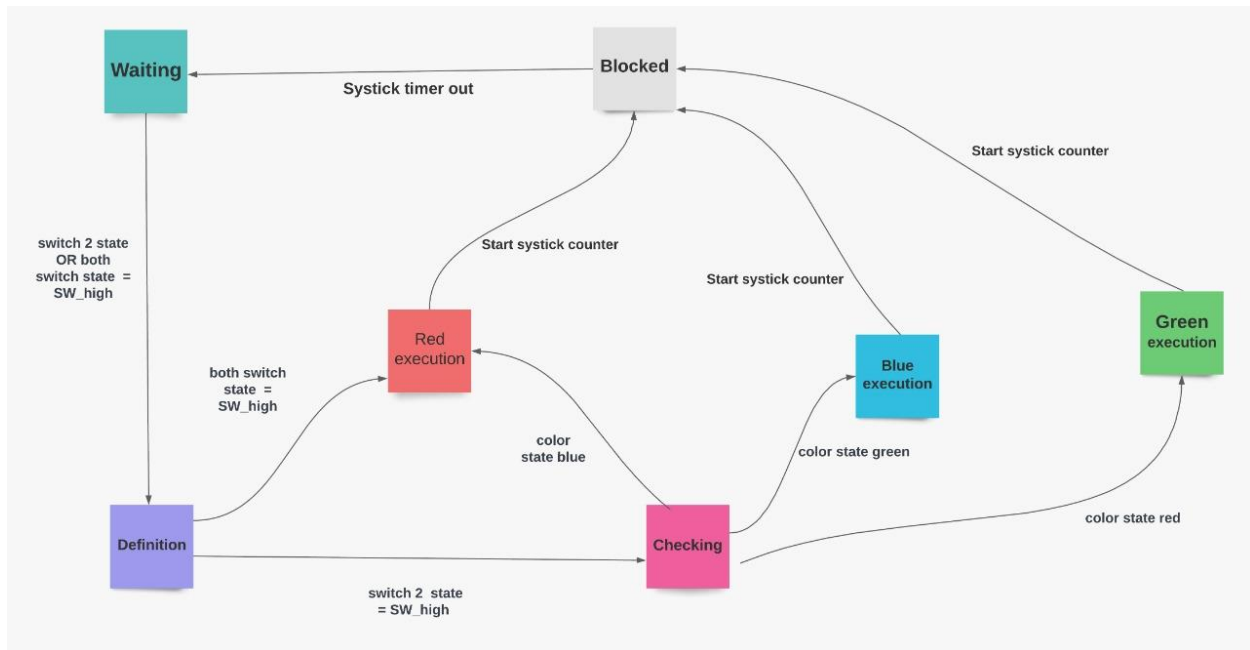 Waiting
Blocked
Systick timer out
Start systick counter
switch 2 state
OR both
switch state =
SW_high
Start systick counter
Start systick counter
Green
execution
Red
execution
Blue
execution
both switch
state =
SW_high
color
state blue
color state green
color state red
Definition
Checking
switch 2 state
= SW_high